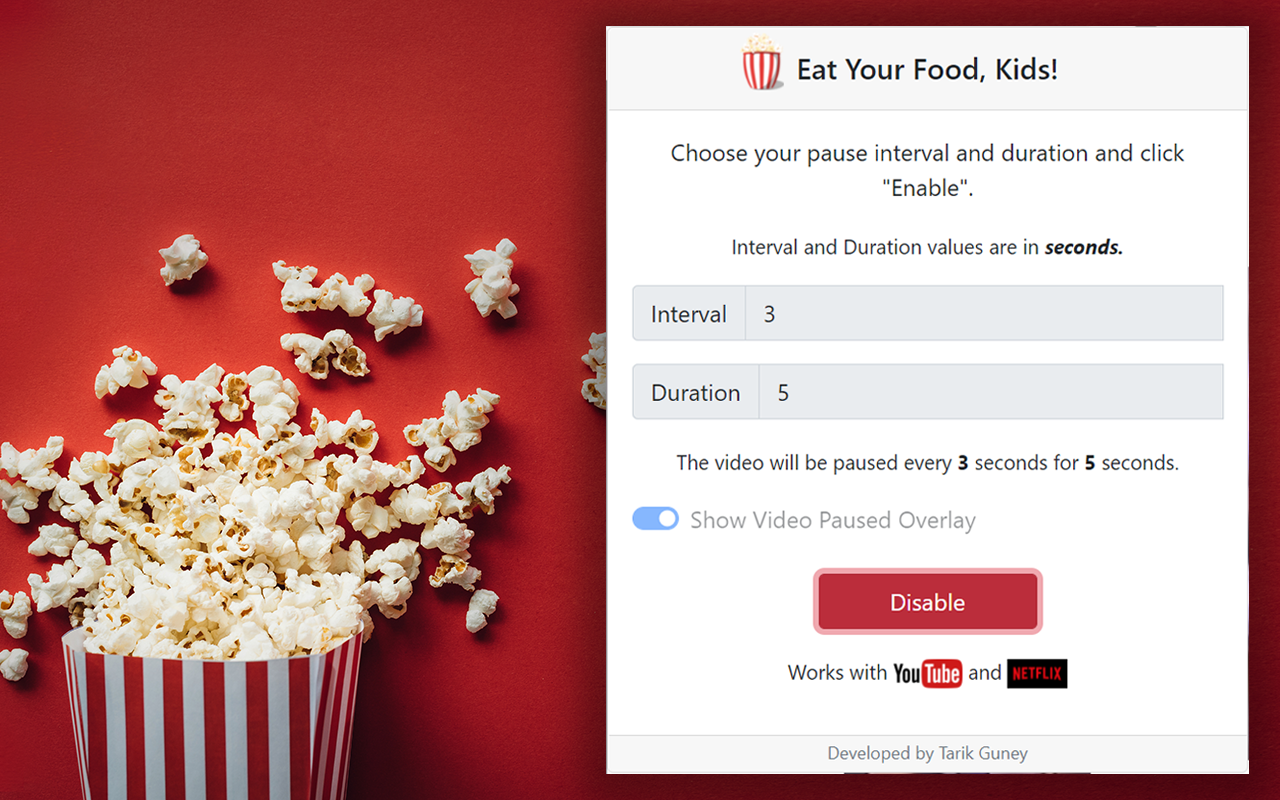 Eat Your Food, Kids!
Choose your pause interval and duration and click
"Enable".
Interval and Duration values are in seconds.
Interval 3
Duration 5
The video will be paused every 3 seconds for 5 seconds.
Show Video Paused Overlay
Disable
Works with YouTube and NETFLIX
Developed by Tarik Guney